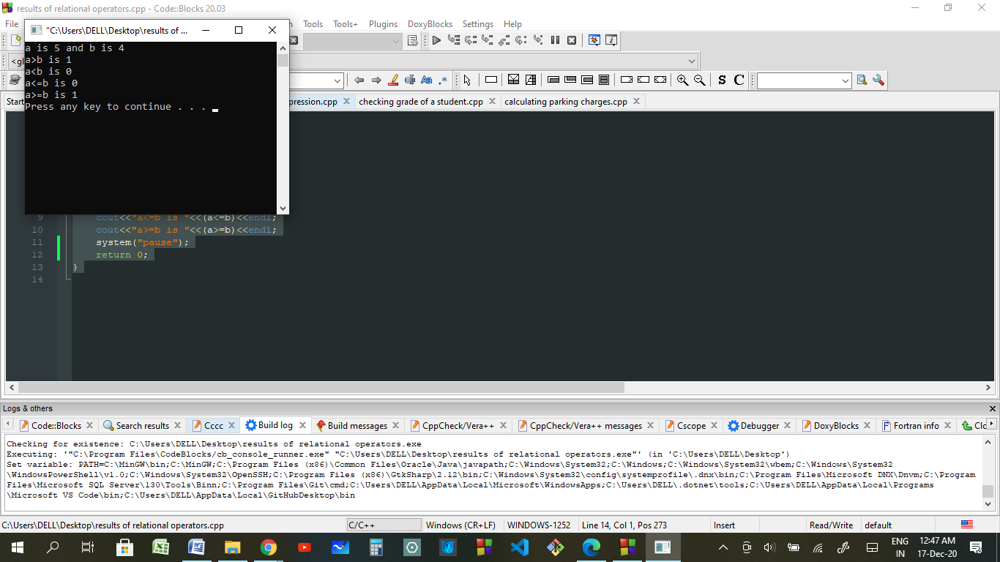 results of relational operators.cpp - Code::Blocks 20.03
File
Tools Tools+ Plugins DoxyBlocks Settings Help
"C:\Users\DELL\Desktop\results of ...
a is 5 and b is 4
a>b is 1
a<b is 0
a<=b is 0
a>=b is 1
Press any key to continue . . .
<gl
Aa .* S C
Start pression.cpp checking grade of a student.cpp calculating parking charges.cpp
9 cout<<"a<=b is "<<(a<=b)<<endl;
10 cout<<"a>=b is "<<(a>=b)<<endl;
11 system("pause");
12 return 0;
13 }
14
Logs & others
Code::Blocks Search results Cccc Build log Build messages CppCheck/Vera++ CppCheck/Vera++ messages Cscope Debugger DoxyBlocks Fortran info Clo
Checking for existence: C:\Users\DELL\Desktop\results of relational operators.exe
Executing: '"C:\Program Files\CodeBlocks/cb_console_runner.exe" "C:\Users\DELL\Desktop\results of relational operators.exe"' (in 'C:\Users\DELL\Desktop')
Set variable: PATH=C:\MinGW\bin;C:\MinGW;C:\Program Files (x86)\Common Files\Oracle\Java\javapath;C:\Windows\System32;C:\Windows;C:\Windows\System32\wbem;C:\Windows\System32
\WindowsPowerShell\v1.0;C:\Windows\System32\OpenSSH;C:\Program Files (x86)\GtkSharp\2.12\bin;C:\Windows\System32\config\systemprofile\.dnx\bin;C:\Program Files\Microsoft DNX\Dnvm;C:\Program
Files\Microsoft SQL Server\130\Tools\Binn;C:\Program Files\Git\cmd;C:\Users\DELL\AppData\Local\Microsoft\WindowsApps;C:\Users\DELL\.dotnet\tools;C:\Users\DELL\AppData\Local\Programs
\Microsoft VS Code\bin;C:\Users\DELL\AppData\Local\GitHubDesktop\bin
C:\Users\DELL\Desktop\results of relational operators.cpp C/C++ Windows (CR+LF) WINDOWS-1252 Line 14, Col 1, Pos 273 Insert Read/Write default
ENG 12:47 AM
IN 17-Dec-20